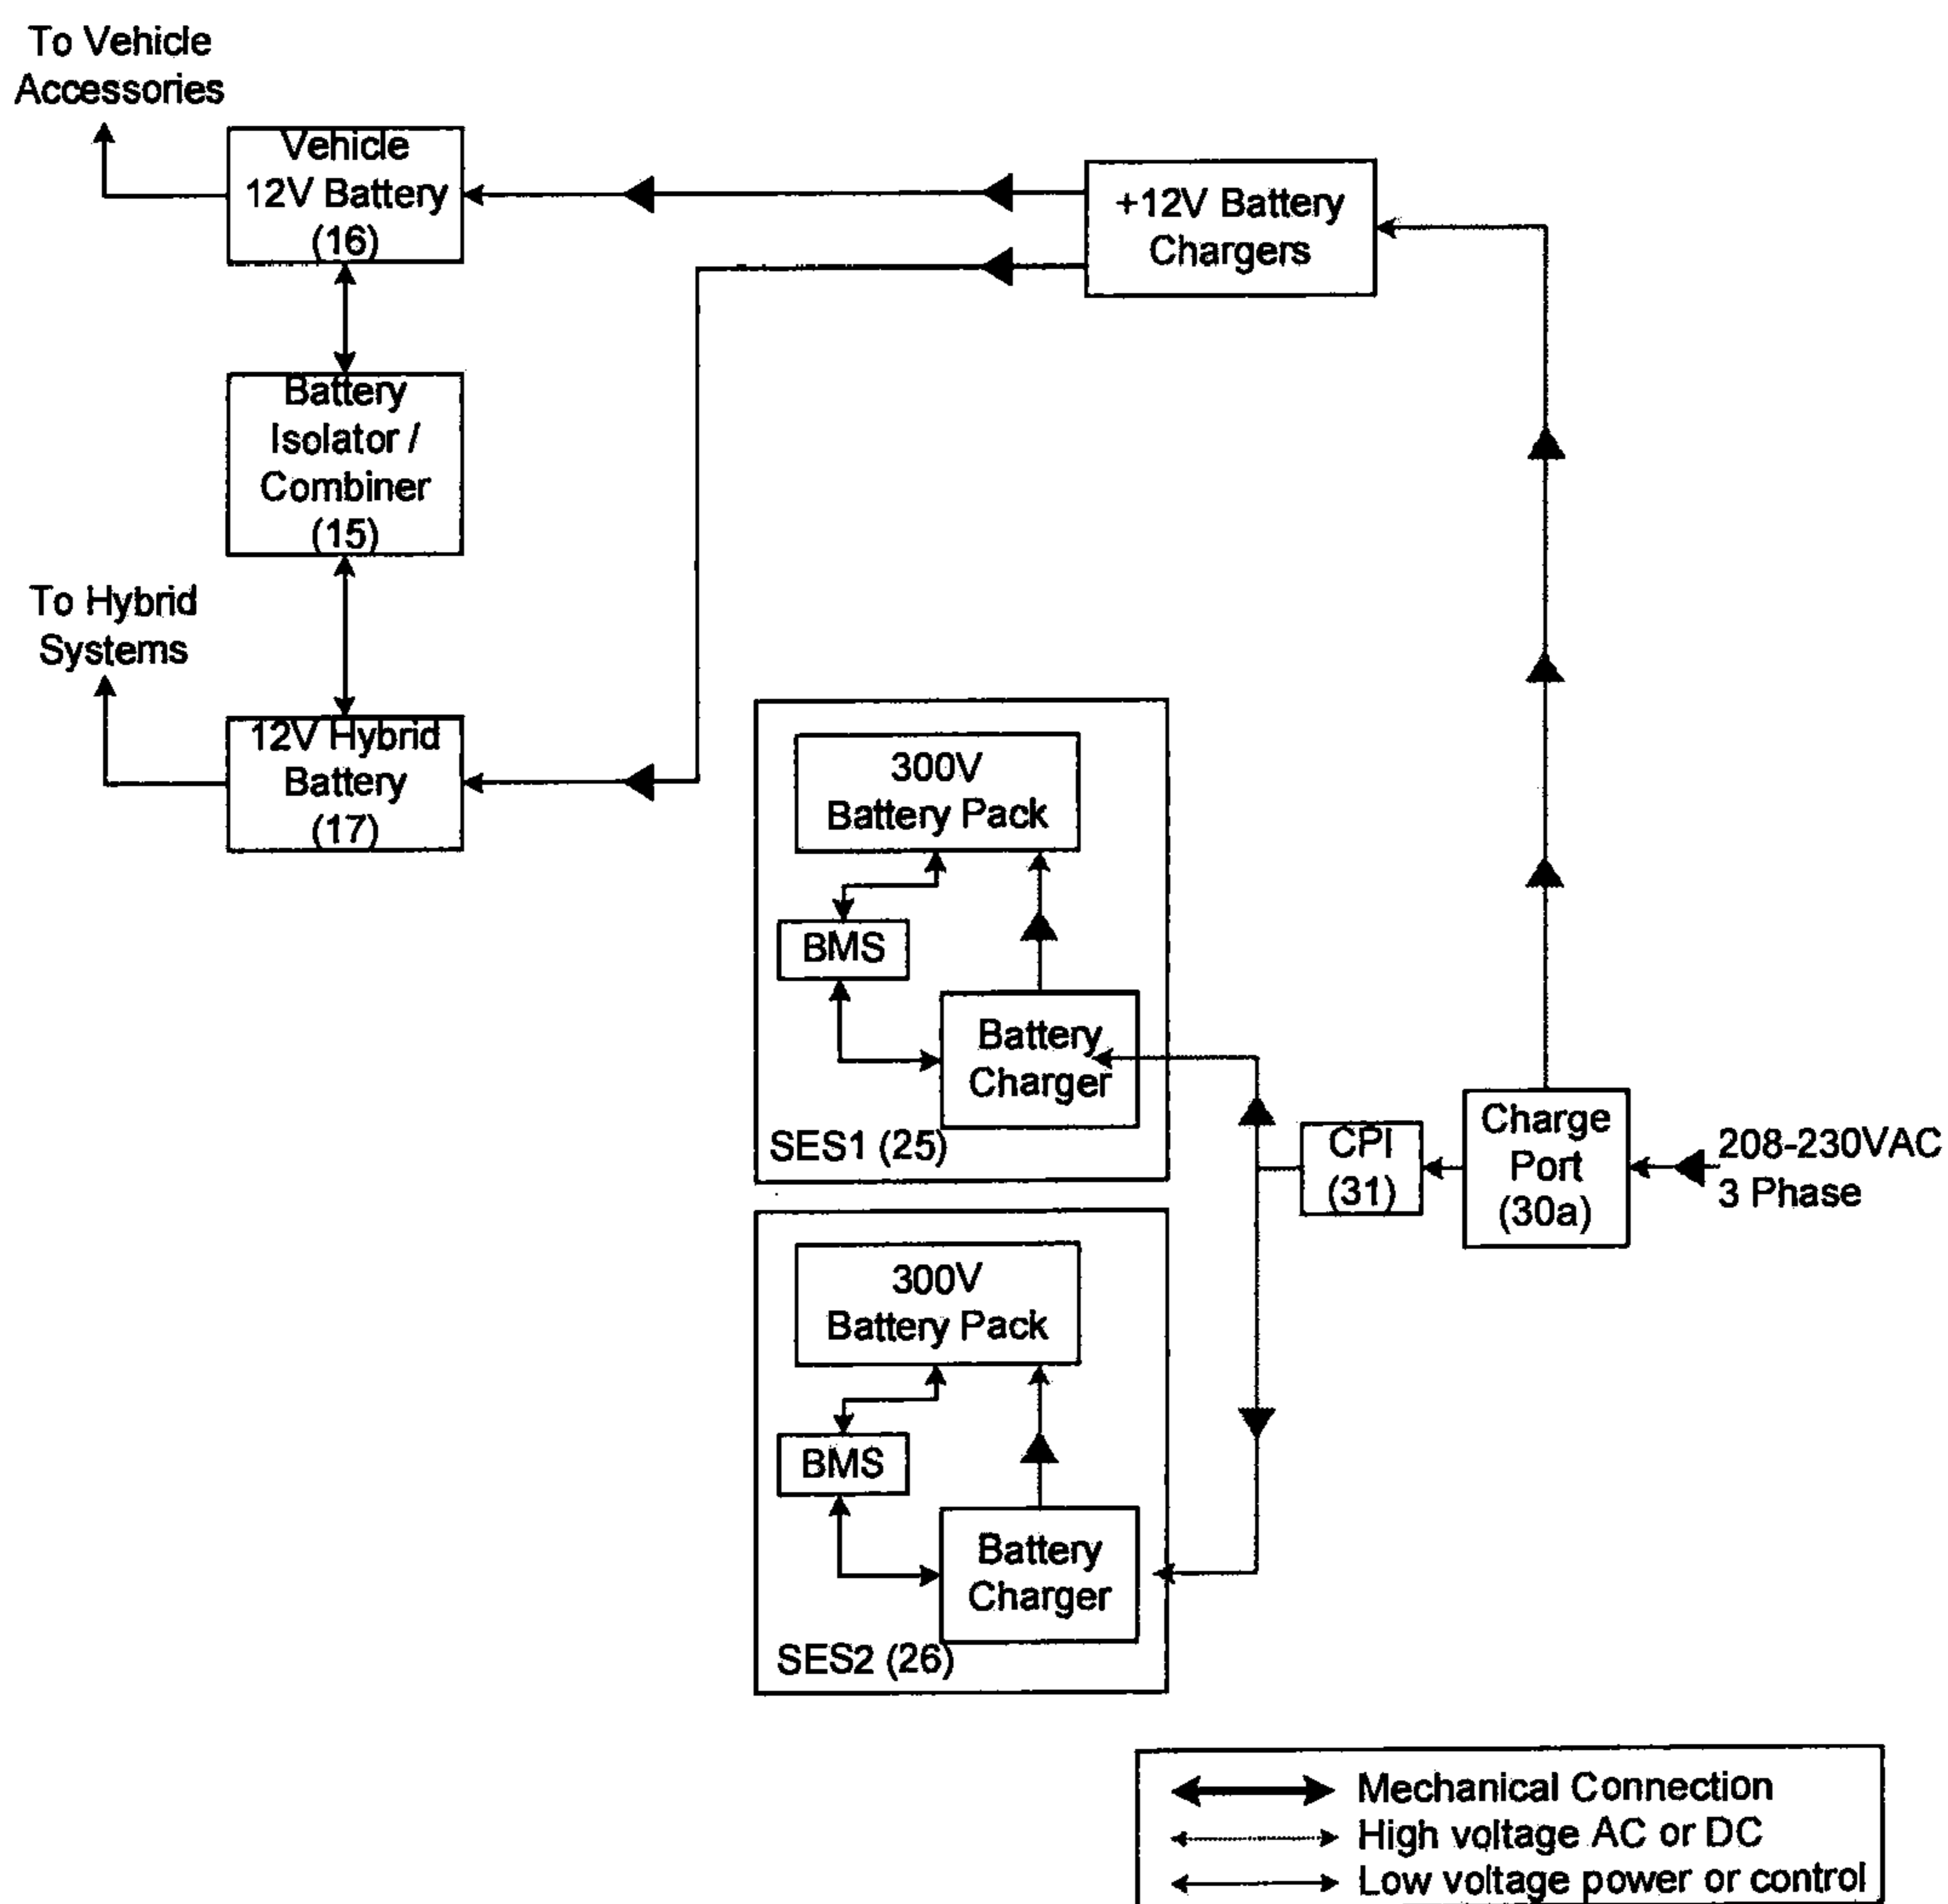 To Vehicle
Accessories
Vehicle
12V Battery
(16)
+12V Battery
Chargers
Battery
Isolator /
Combiner
(15)
To Hybrid
Systems
12V Hybrid
Battery
(17)
300V
Battery Pack
BMS
Battery
Charger
SES1 (25)
CPI
(31)
Charge
Port
(30a)
208-230VAC
3 Phase
300V
Battery Pack
BMS
Battery
Charger
SES2 (26)
Mechanical Connection
High voltage AC or DC
Low voltage power or control